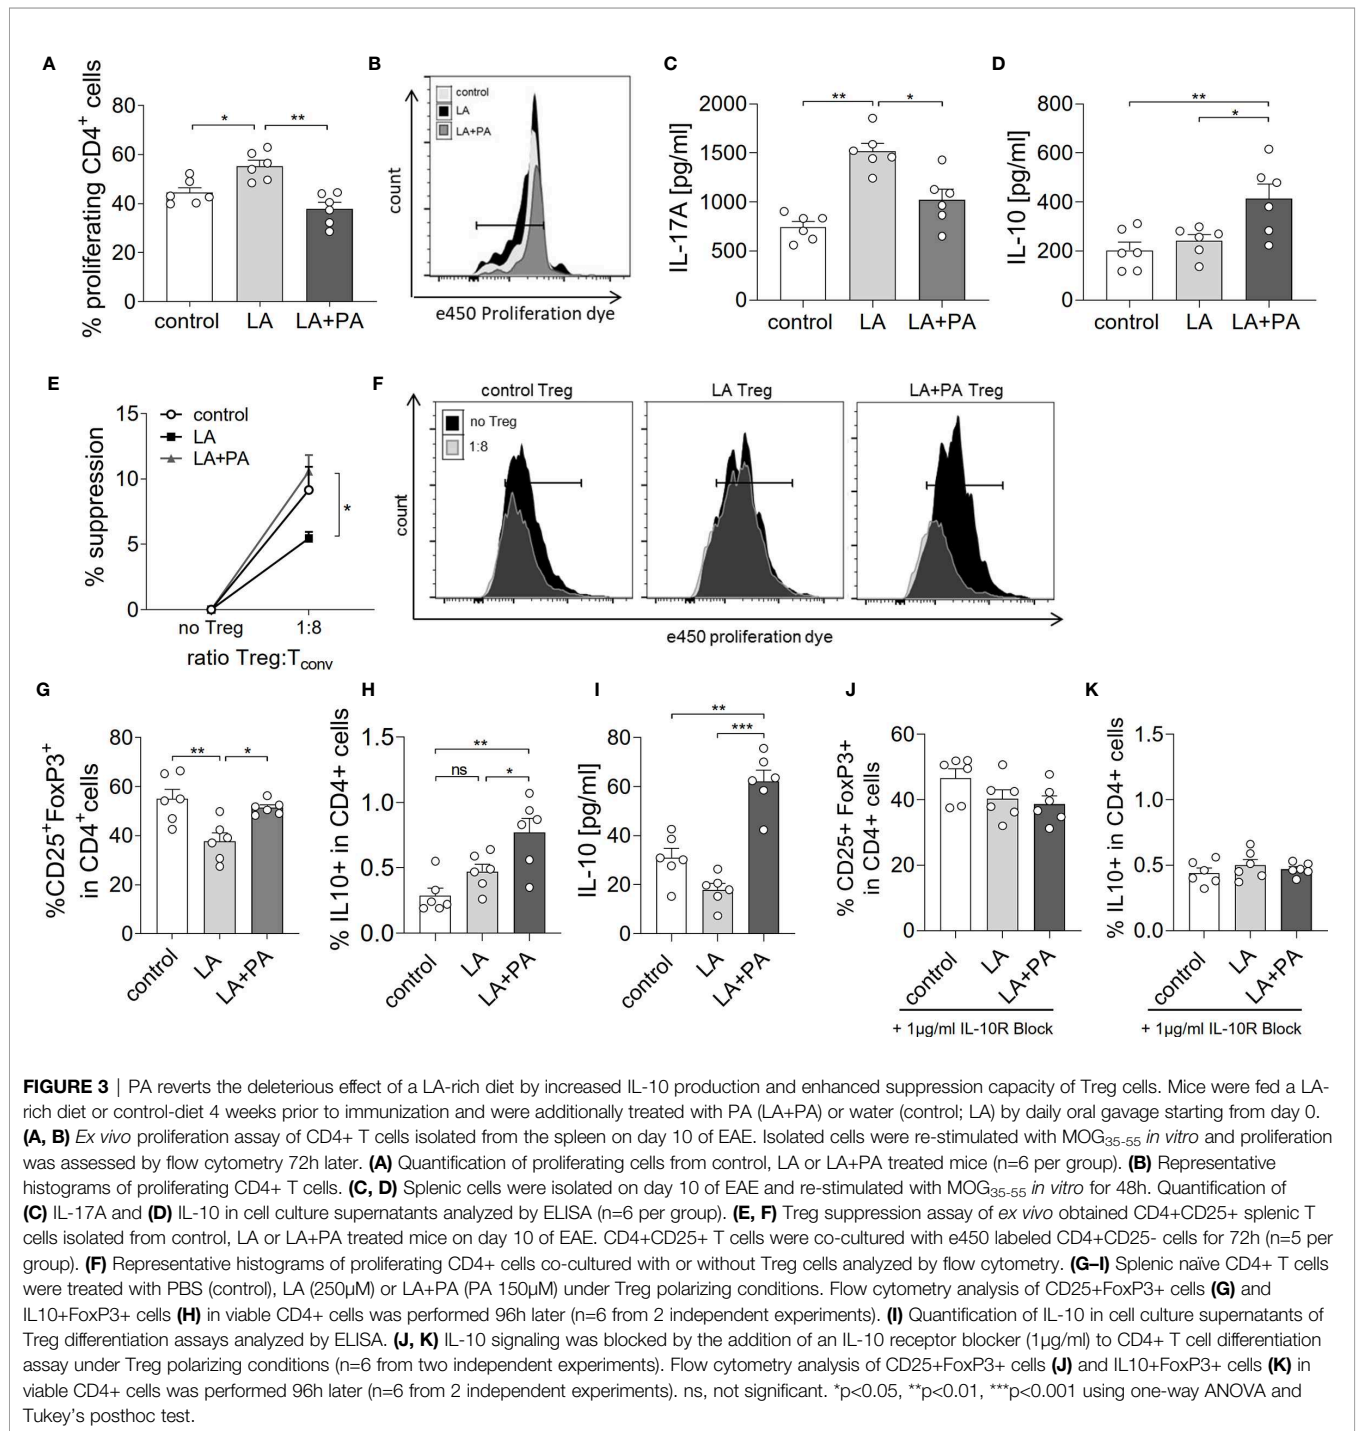 A
% proliferating CD4+ cells
80
60
40
20
0
*
**
control
LA
LA+PA
B
control
LA
LA+PA
count
e450 Proliferation dye
C
IL-17A [pg/ml]
2000
1500
1000
500
0
**
*
control
LA
LA+PA
D
IL-10 [pg/ml]
800
600
400
200
0
**
*
control
LA
LA+PA
E
% suppression
15
10
5
0
control
LA
LA+PA
*
no Treg
1:8
ratio Treg:Tconv
F
control Treg
LA Treg
LA+PA Treg
no Treg
1:8
count
e450 proliferation dye
G
%CD25+FoxP3+
in CD4+cells
80
60
40
20
0
**
*
control
LA
LA+PA
H
% IL10+ in CD4+ cells
1.5
1.0
0.5
0.0
**
ns
*
control
LA
LA+PA
I
IL-10 [pg/ml]
80
60
40
20
0
**
***
control
LA
LA+PA
J
% CD25+ FoxP3+
in CD4+ cells
60
40
20
0
control
LA
LA+PA
+ 1µg/ml IL-10R Block
K
% IL10+ in CD4+ cells
1.5
1.0
0.5
0.0
control
LA
LA+PA
+ 1µg/ml IL-10R Block
FIGURE 3 | PA reverts the deleterious effect of a LA-rich diet by increased IL-10 production and enhanced suppression capacity of Treg cells. Mice were fed a LA-
rich diet or control-diet 4 weeks prior to immunization and were additionally treated with PA (LA+PA) or water (control; LA) by daily oral gavage starting from day 0.
(A, B) Ex vivo proliferation assay of CD4+ T cells isolated from the spleen on day 10 of EAE. Isolated cells were re-stimulated with MOG35-55 in vitro and proliferation
was assessed by flow cytometry 72h later. (A) Quantification of proliferating cells from control, LA or LA+PA treated mice (n=6 per group). (B) Representative
histograms of proliferating CD4+ T cells. (C, D) Splenic cells were isolated on day 10 of EAE and re-stimulated with MOG35-55 in vitro for 48h. Quantification of
(C) IL-17A and (D) IL-10 in cell culture supernatants analyzed by ELISA (n=6 per group). (E, F) Treg suppression assay of ex vivo obtained CD4+CD25+ splenic T
cells isolated from control, LA or LA+PA treated mice on day 10 of EAE. CD4+CD25+ T cells were co-cultured with e450 labeled CD4+CD25- cells for 72h (n=5 per
group). (F) Representative histograms of proliferating CD4+ cells co-cultured with or without Treg cells analyzed by flow cytometry. (G–I) Splenic naïve CD4+ T cells
were treated with PBS (control), LA (250µM) or LA+PA (PA 150µM) under Treg polarizing conditions. Flow cytometry analysis of CD25+FoxP3+ cells (G) and
IL10+FoxP3+ cells (H) in viable CD4+ cells was performed 96h later (n=6 from 2 independent experiments). (I) Quantification of IL-10 in cell culture supernatants of
Treg differentiation assays analyzed by ELISA. (J, K) IL-10 signaling was blocked by the addition of an IL-10 receptor blocker (1µg/ml) to CD4+ T cell differentiation
assay under Treg polarizing conditions (n=6 from two independent experiments). Flow cytometry analysis of CD25+FoxP3+ cells (J) and IL10+FoxP3+ cells (K) in
viable CD4+ cells was performed 96h later (n=6 from 2 independent experiments). ns, not significant. *p<0.05, **p<0.01, ***p<0.001 using one-way ANOVA and
Tukey's posthoc test.